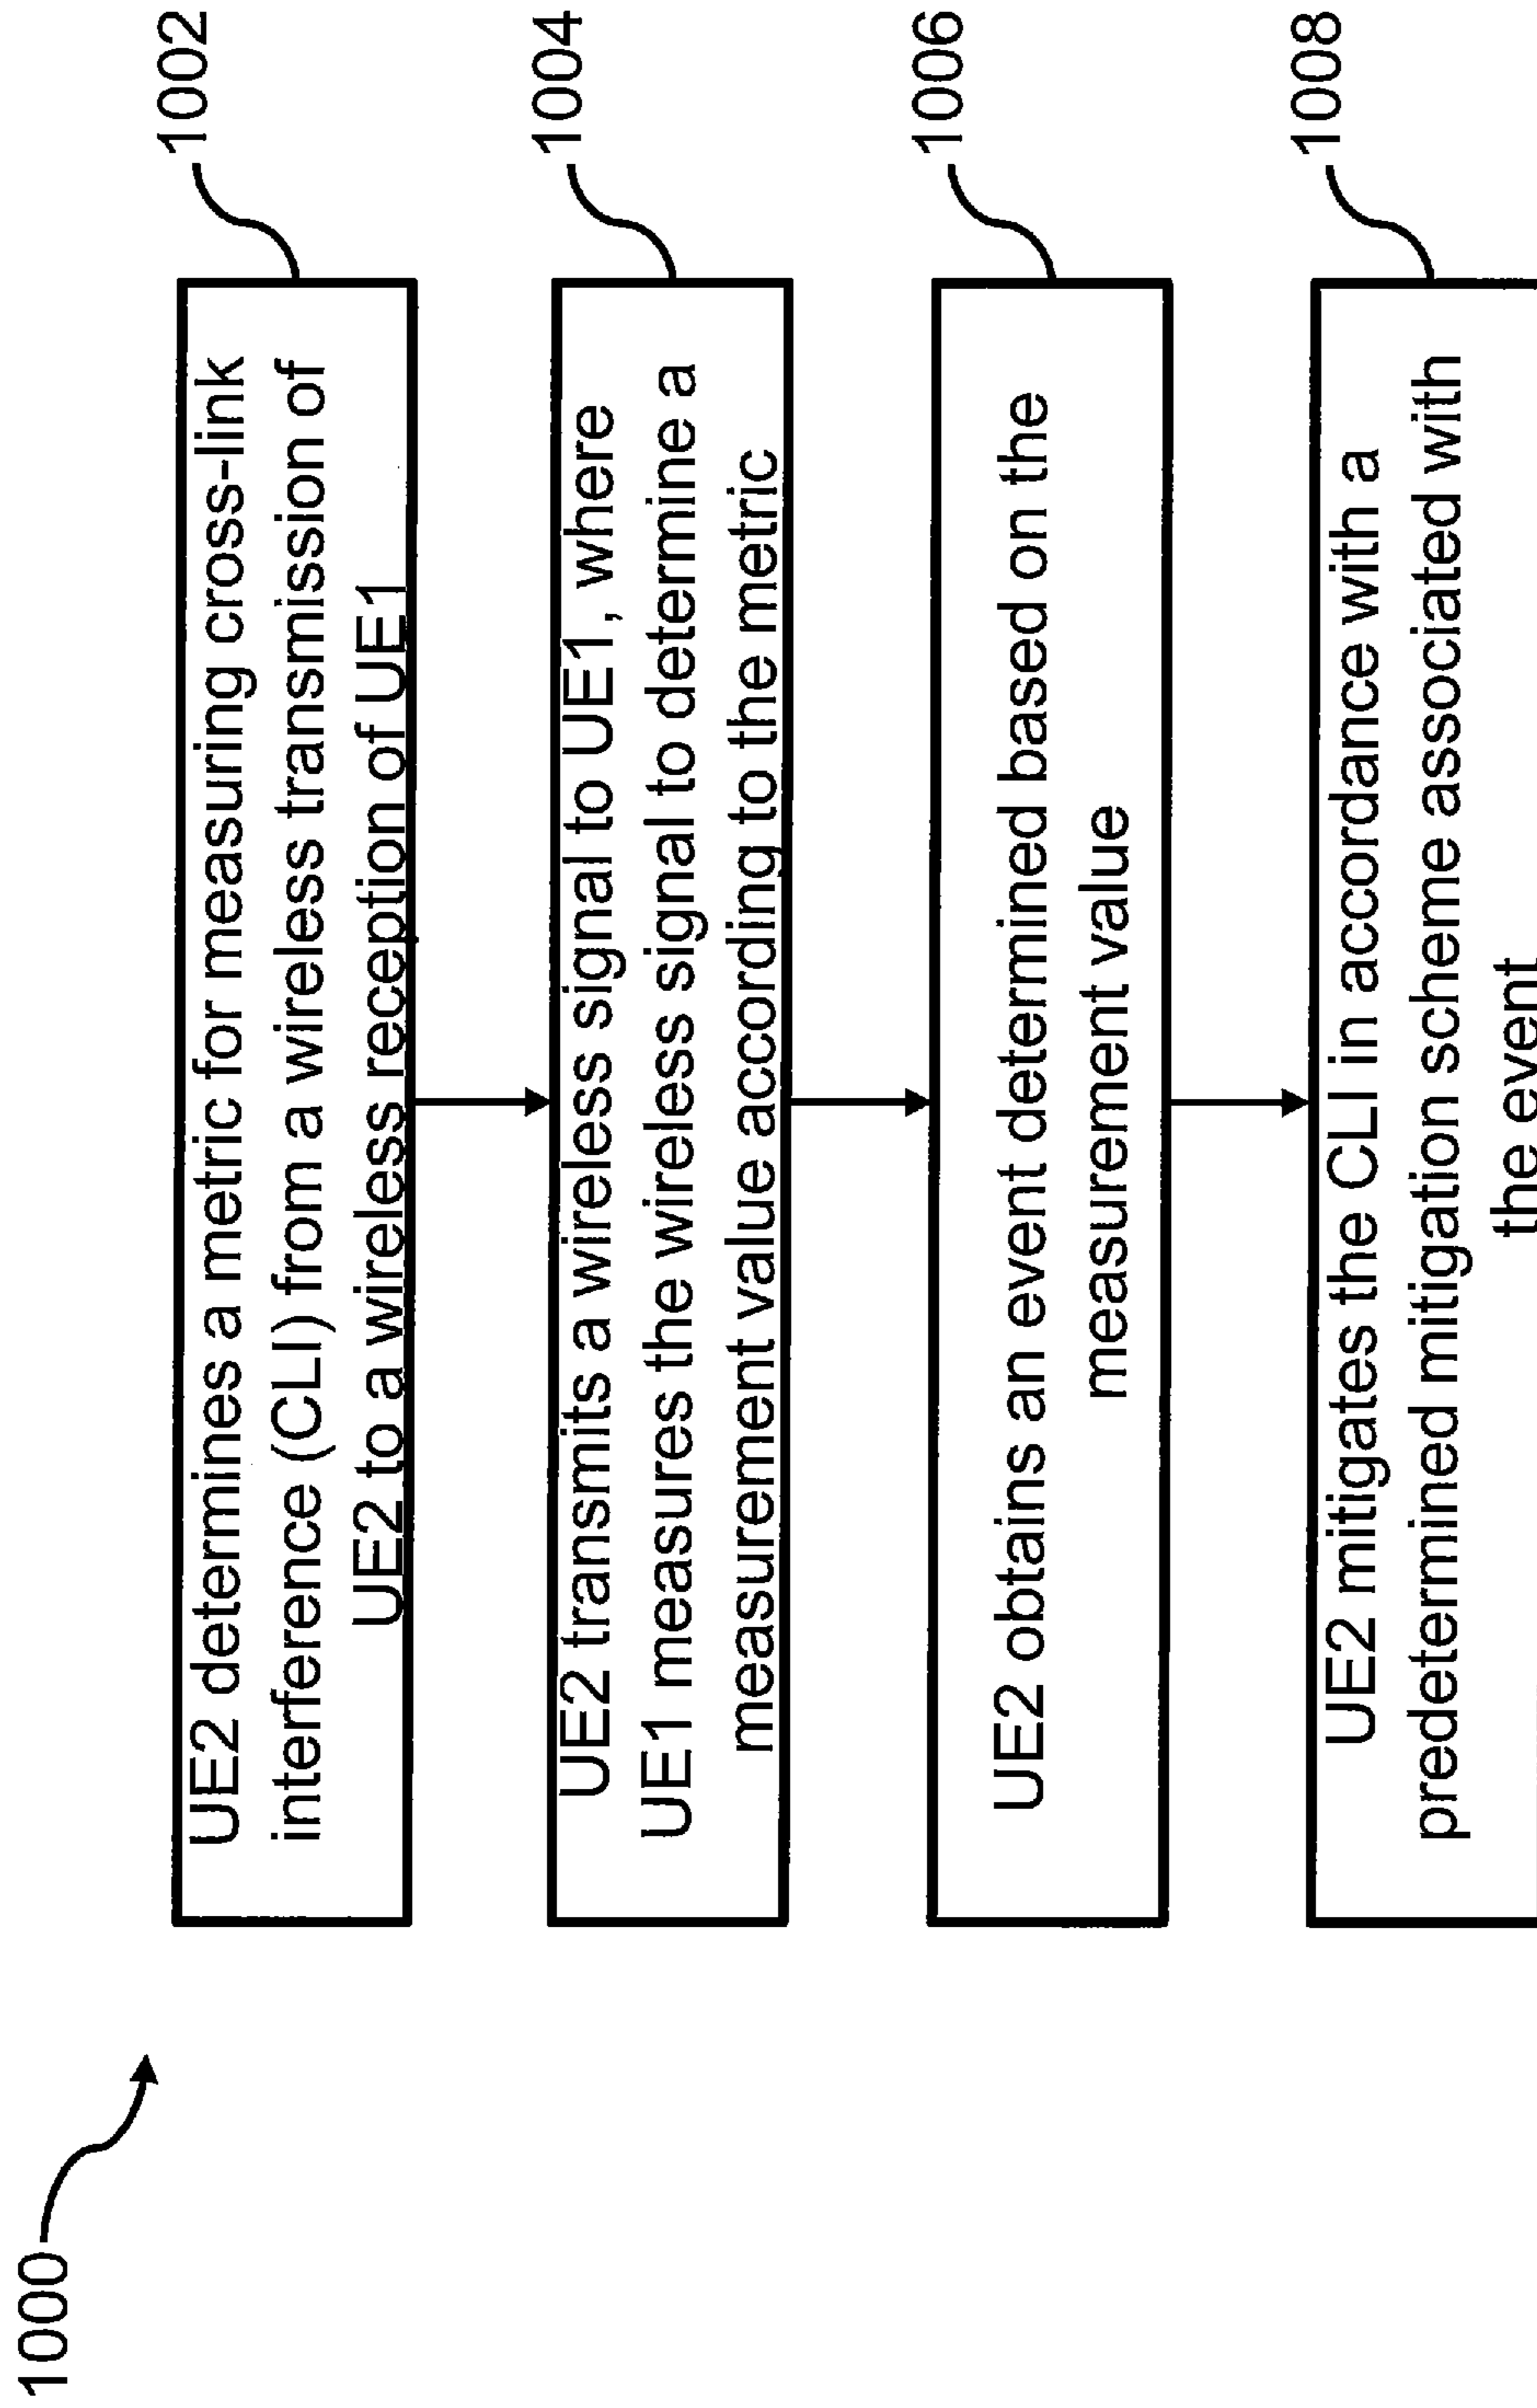 1000
UE2 determines a metric for measuring cross-link
interference (CLI) from a wireless transmission of
UE2 to a wireless reception of UE1
1002
UE2 transmits a wireless signal to UE1, where
UE1 measures the wireless signal to determine a
measurement value according to the metric
1004
UE2 obtains an event determined based on the
measurement value
1006
UE2 mitigates the CLI in accordance with a
predetermined mitigation scheme associated with
the event
1008